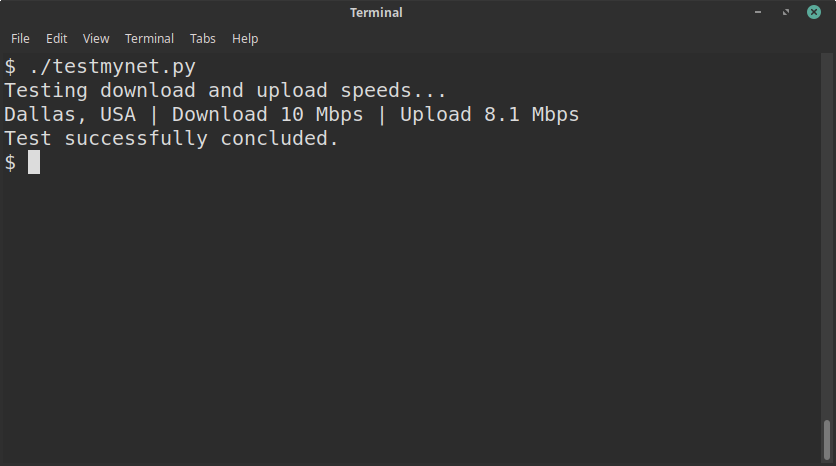 Terminal
File Edit View Terminal Tabs Help
$ ./testmynet.py
Testing download and upload speeds...
Dallas, USA | Download 10 Mbps | Upload 8.1 Mbps
Test successfully concluded.
$